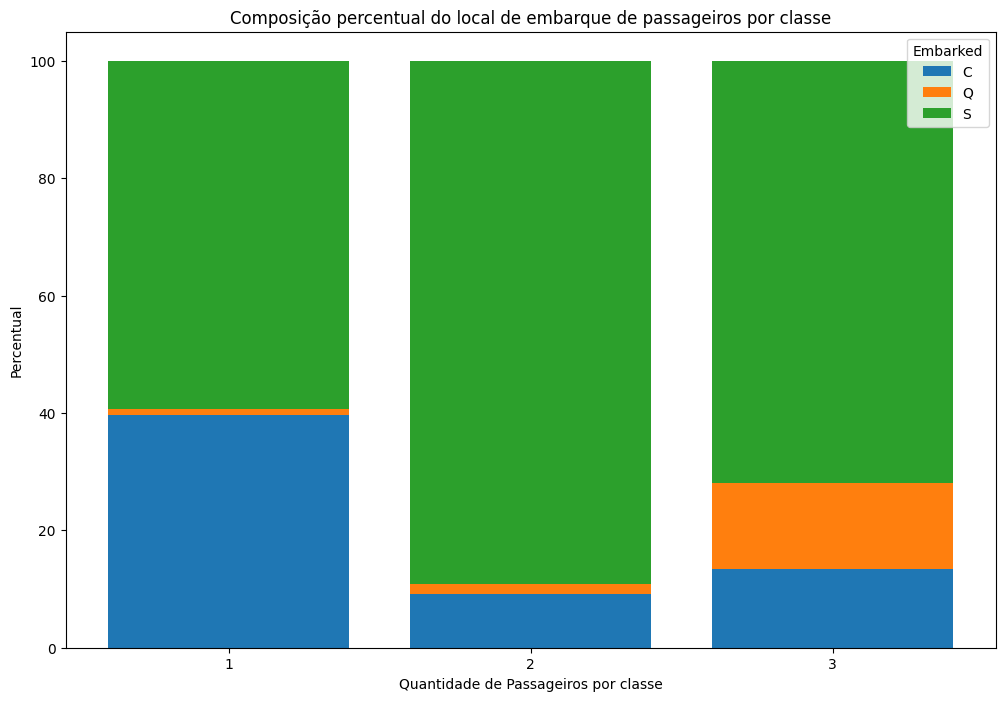 Composição percentual do local de embarque de passageiros por classe
Embarked
C
Q
S
100
80
60
40
20
0
Percentual
1 2 3
Quantidade de Passageiros por classe